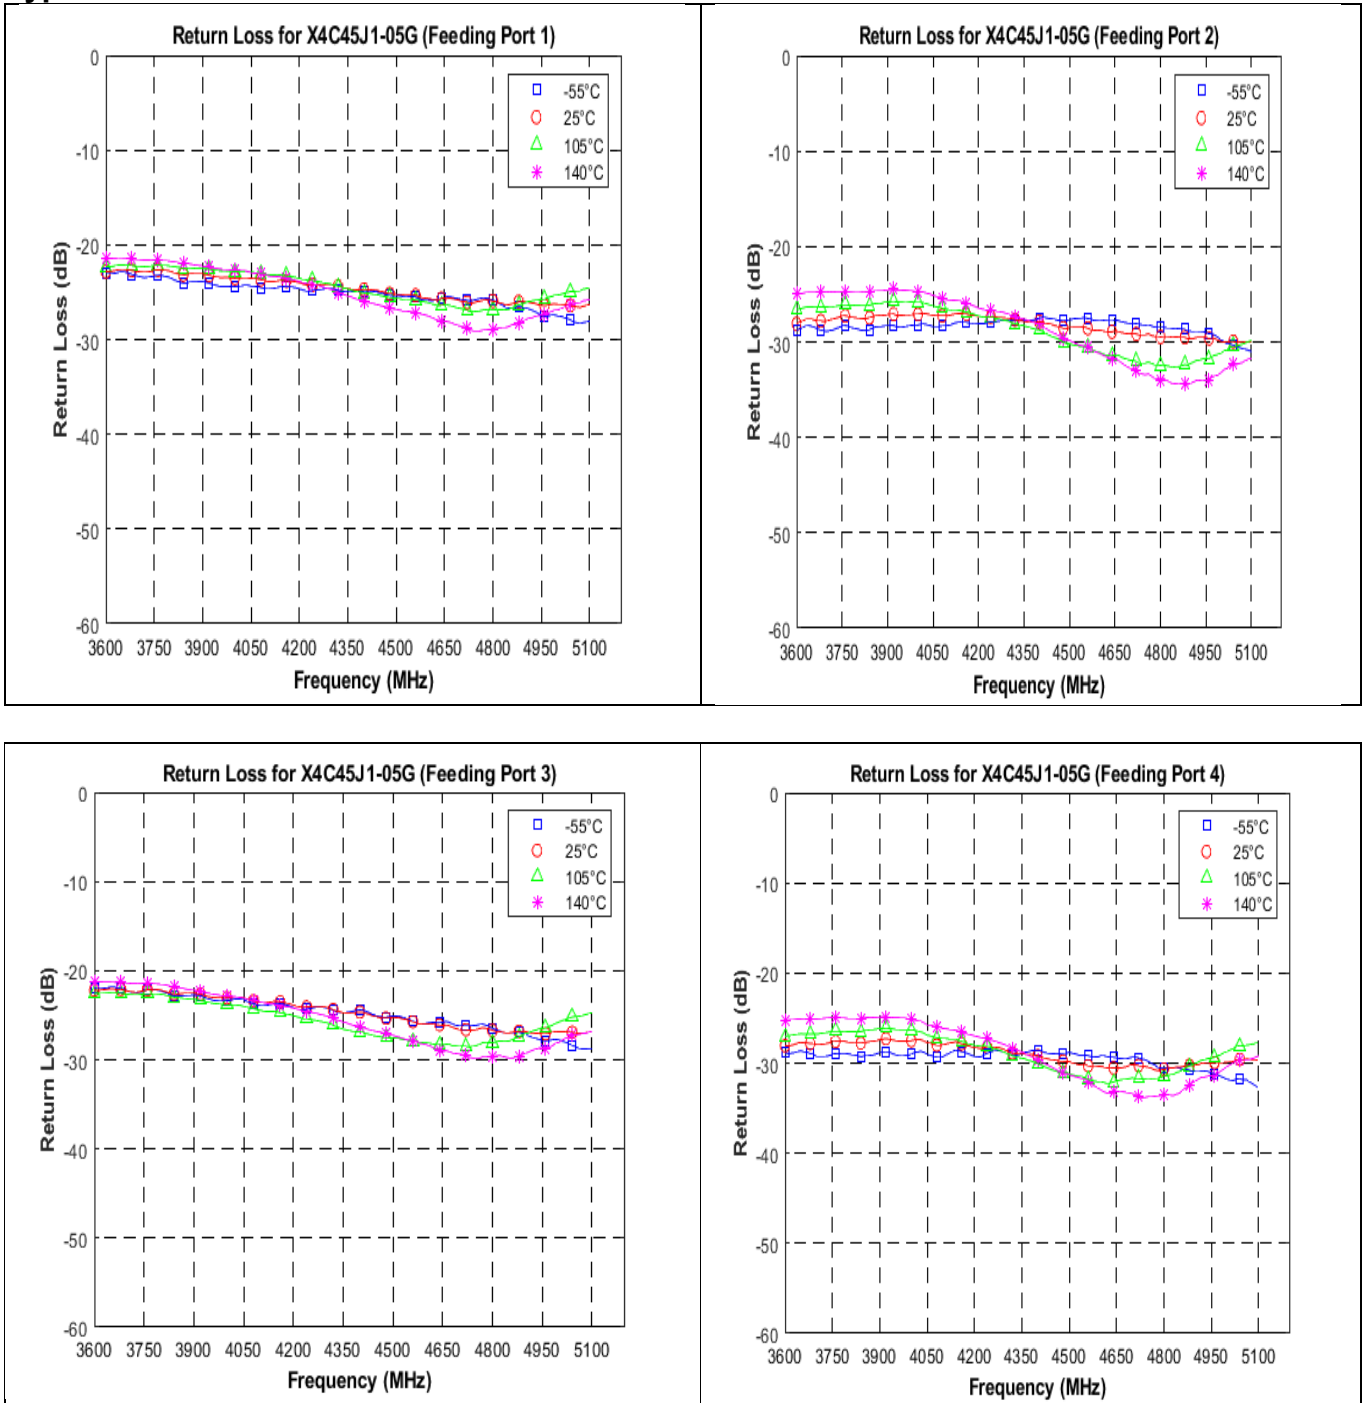 Return Loss for X4C45J1-05G (Feeding Port 1)
0
-10
-20
-30
-40
-50
-60
Return Loss (dB)
-55°C
25°C
105°C
140°C
3600 3750 3900 4050 4200 4350 4500 4650 4800 4950 5100
Frequency (MHz)
Return Loss for X4C45J1-05G (Feeding Port 2)
0
-10
-20
-30
-40
-50
-60
Return Loss (dB)
-55°C
25°C
105°C
140°C
3600 3750 3900 4050 4200 4350 4500 4650 4800 4950 5100
Frequency (MHz)
Return Loss for X4C45J1-05G (Feeding Port 3)
0
-10
-20
-30
-40
-50
-60
Return Loss (dB)
-55°C
25°C
105°C
140°C
3600 3750 3900 4050 4200 4350 4500 4650 4800 4950 5100
Frequency (MHz)
Return Loss for X4C45J1-05G (Feeding Port 4)
0
-10
-20
-30
-40
-50
-60
Return Loss (dB)
-55°C
25°C
105°C
140°C
3600 3750 3900 4050 4200 4350 4500 4650 4800 4950 5100
Frequency (MHz)